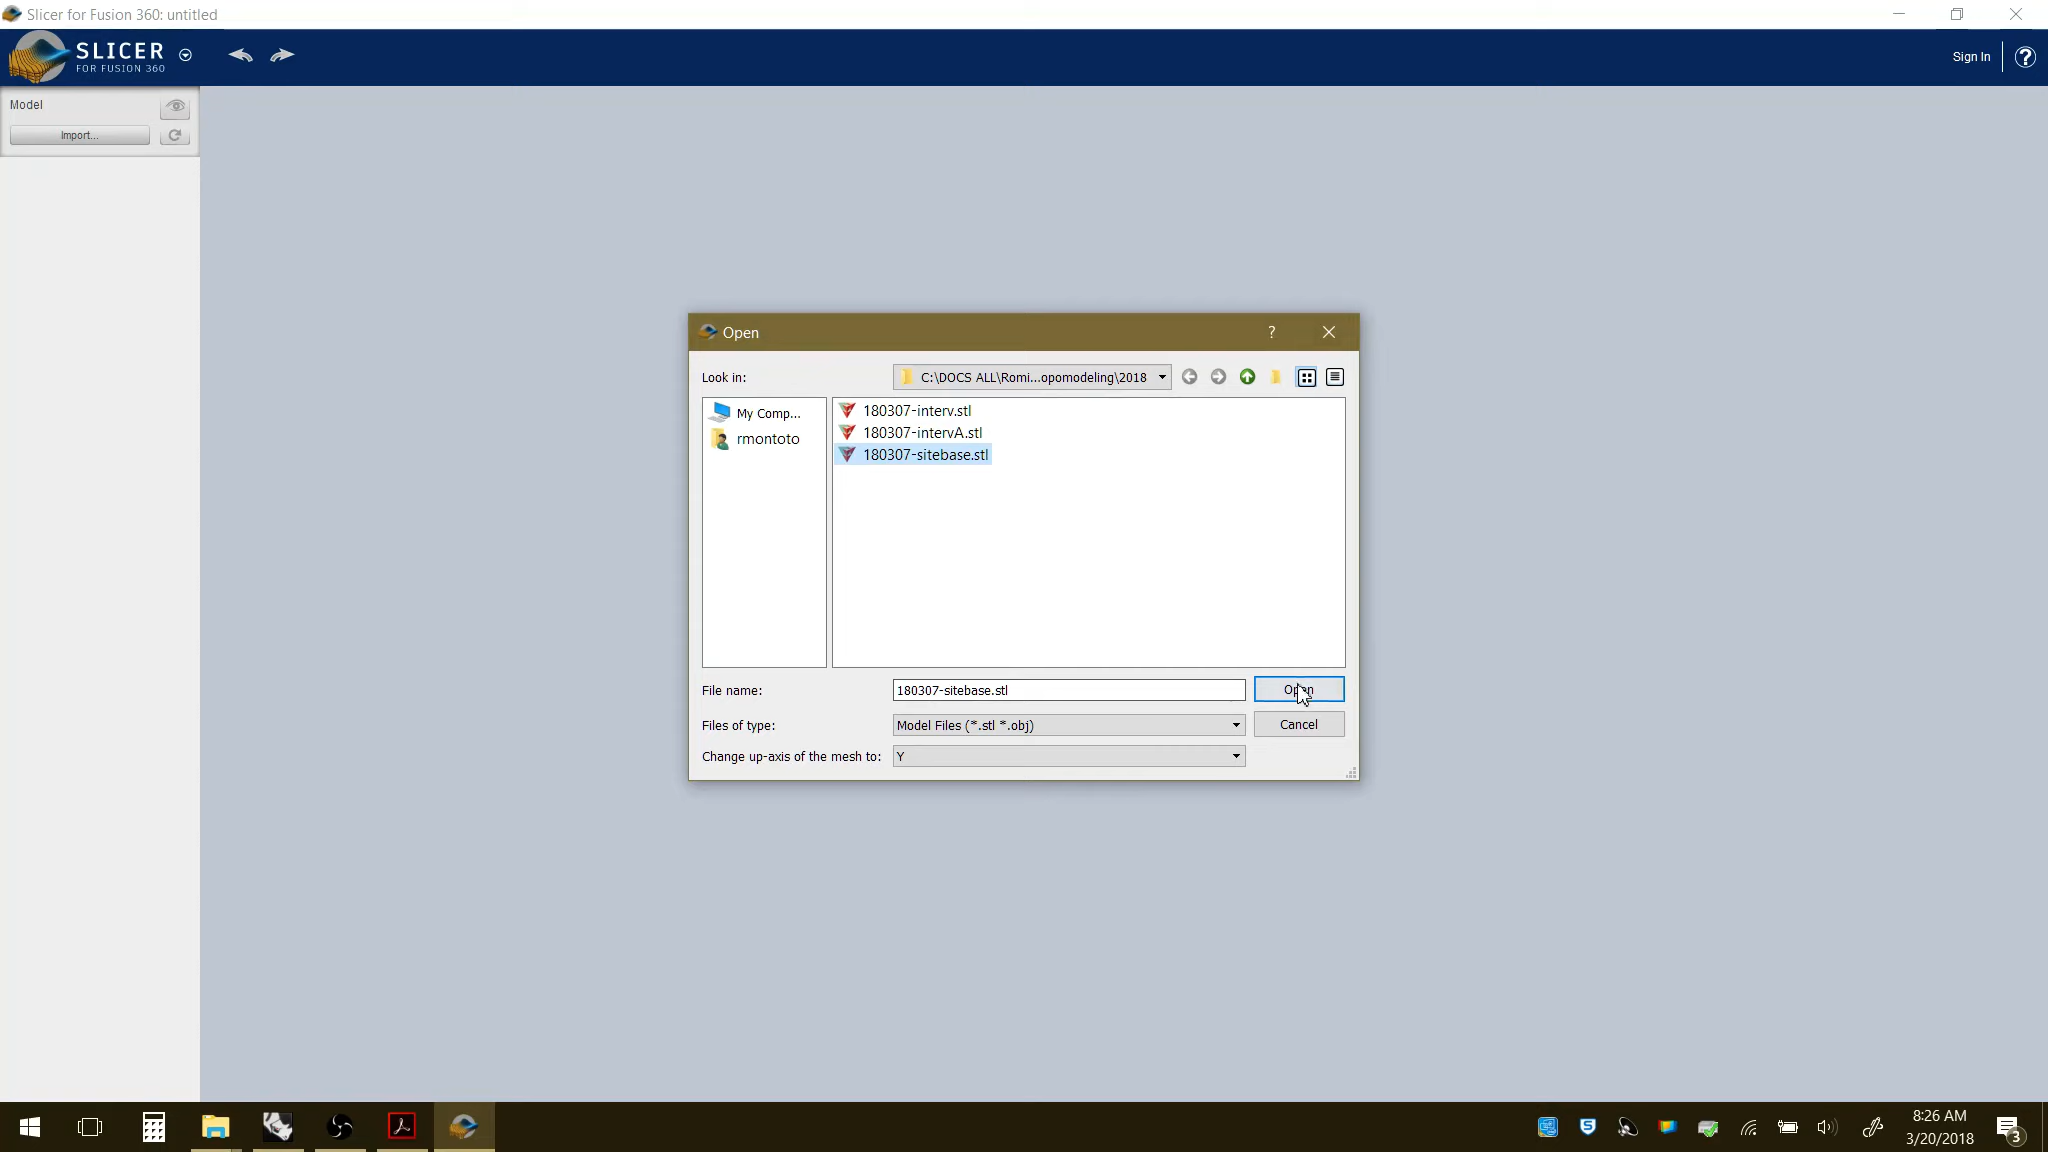 Slicer for Fusion 360: untitled
SLICER
FOR FUSION 360
Sign In
?
Model
Import...
Open
?
Look in:
C:\DOCS ALL\Romi...opomodeling\2018
My Comp...
rmontoto
180307-interv.stl
180307-intervA.stl
180307-sitebase.stl
File name:
180307-sitebase.stl
Open
Files of type:
Model Files (*.stl *.obj)
Cancel
Change up-axis of the mesh to:
Y
8:26 AM
3/20/2018
3